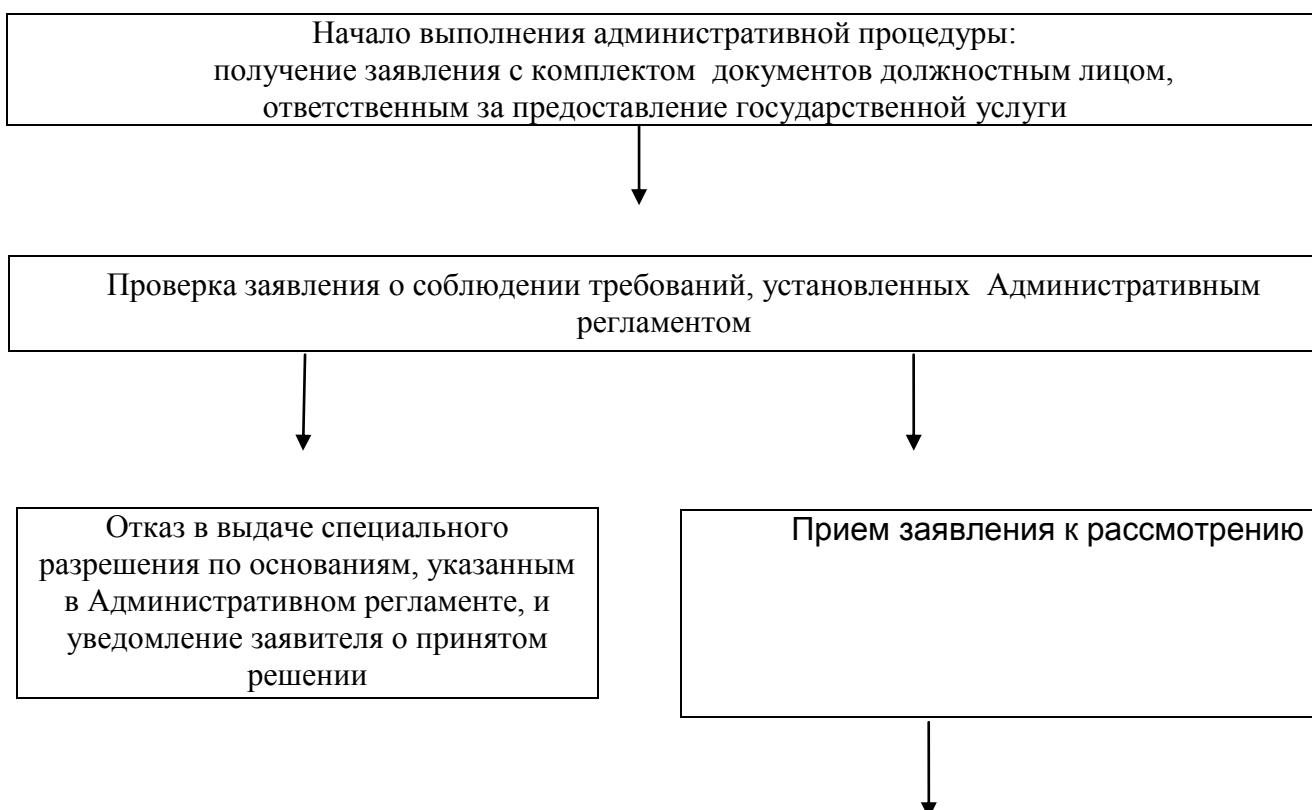 Начало выполнения административной процедуры:
получение заявления с комплектом документов должностным лицом,
ответственным за предоставление государственной услуги
Проверка заявления о соблюдении требований, установленных Административным
регламентом
Отказ в выдаче специального
разрешения по основаниям, указанным
в Административном регламенте, и
уведомление заявителя о принятом
решении
Прием заявления к рассмотрению